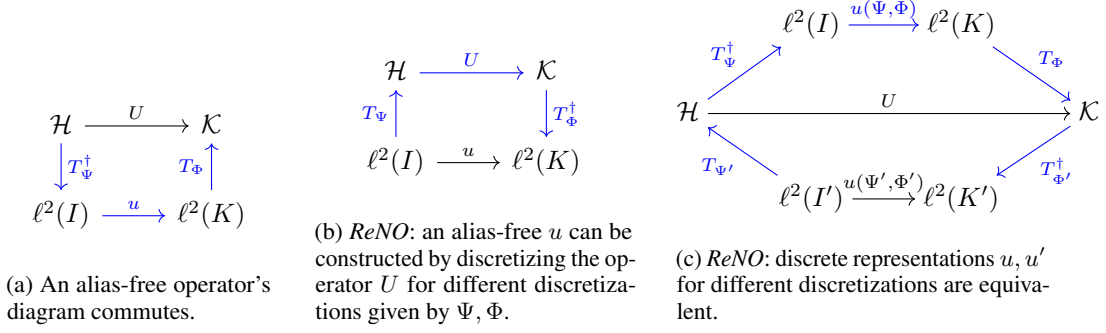 H U K
T_Ψ^† T_Φ
ℓ²(I) u ℓ²(K)
(a) An alias-free operator's
diagram commutes.
H U K
T_Ψ T_Φ^†
ℓ²(I) u ℓ²(K)
(b) ReNO: an alias-free u can be
constructed by discretizing the op-
erator U for different discretiza-
tions given by Ψ, Φ.
ℓ²(I) u(Ψ,Φ) ℓ²(K)
T_Ψ^† T_Φ
H U K
T_Ψ' T_Φ'^†
ℓ²(I') u(Ψ',Φ') ℓ²(K')
(c) ReNO: discrete representations u, u'
for different discretizations are equiva-
lent.